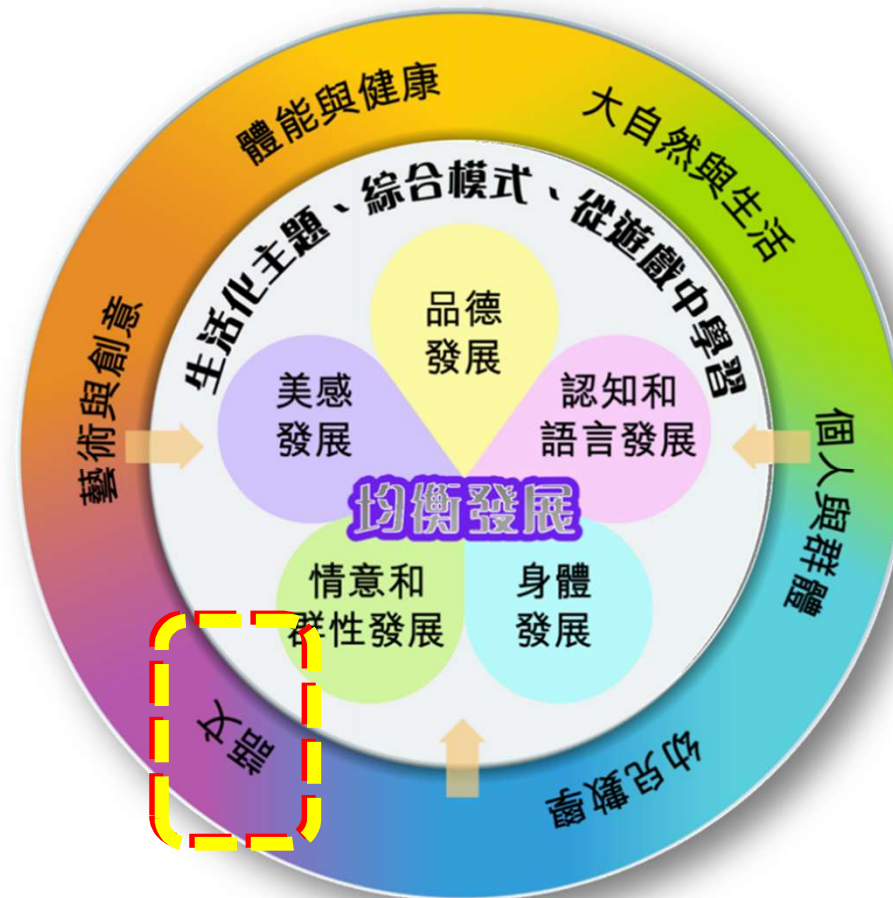 體能與健康
大自然與生活
生活化主題、綜合模式、從遊戲中學習
品德
發展
美感
發展
認知和
語言發展
藝術與創意
個人與群體
均衡發展
情意和
群性發展
身體
發展
語文
幼兒數學